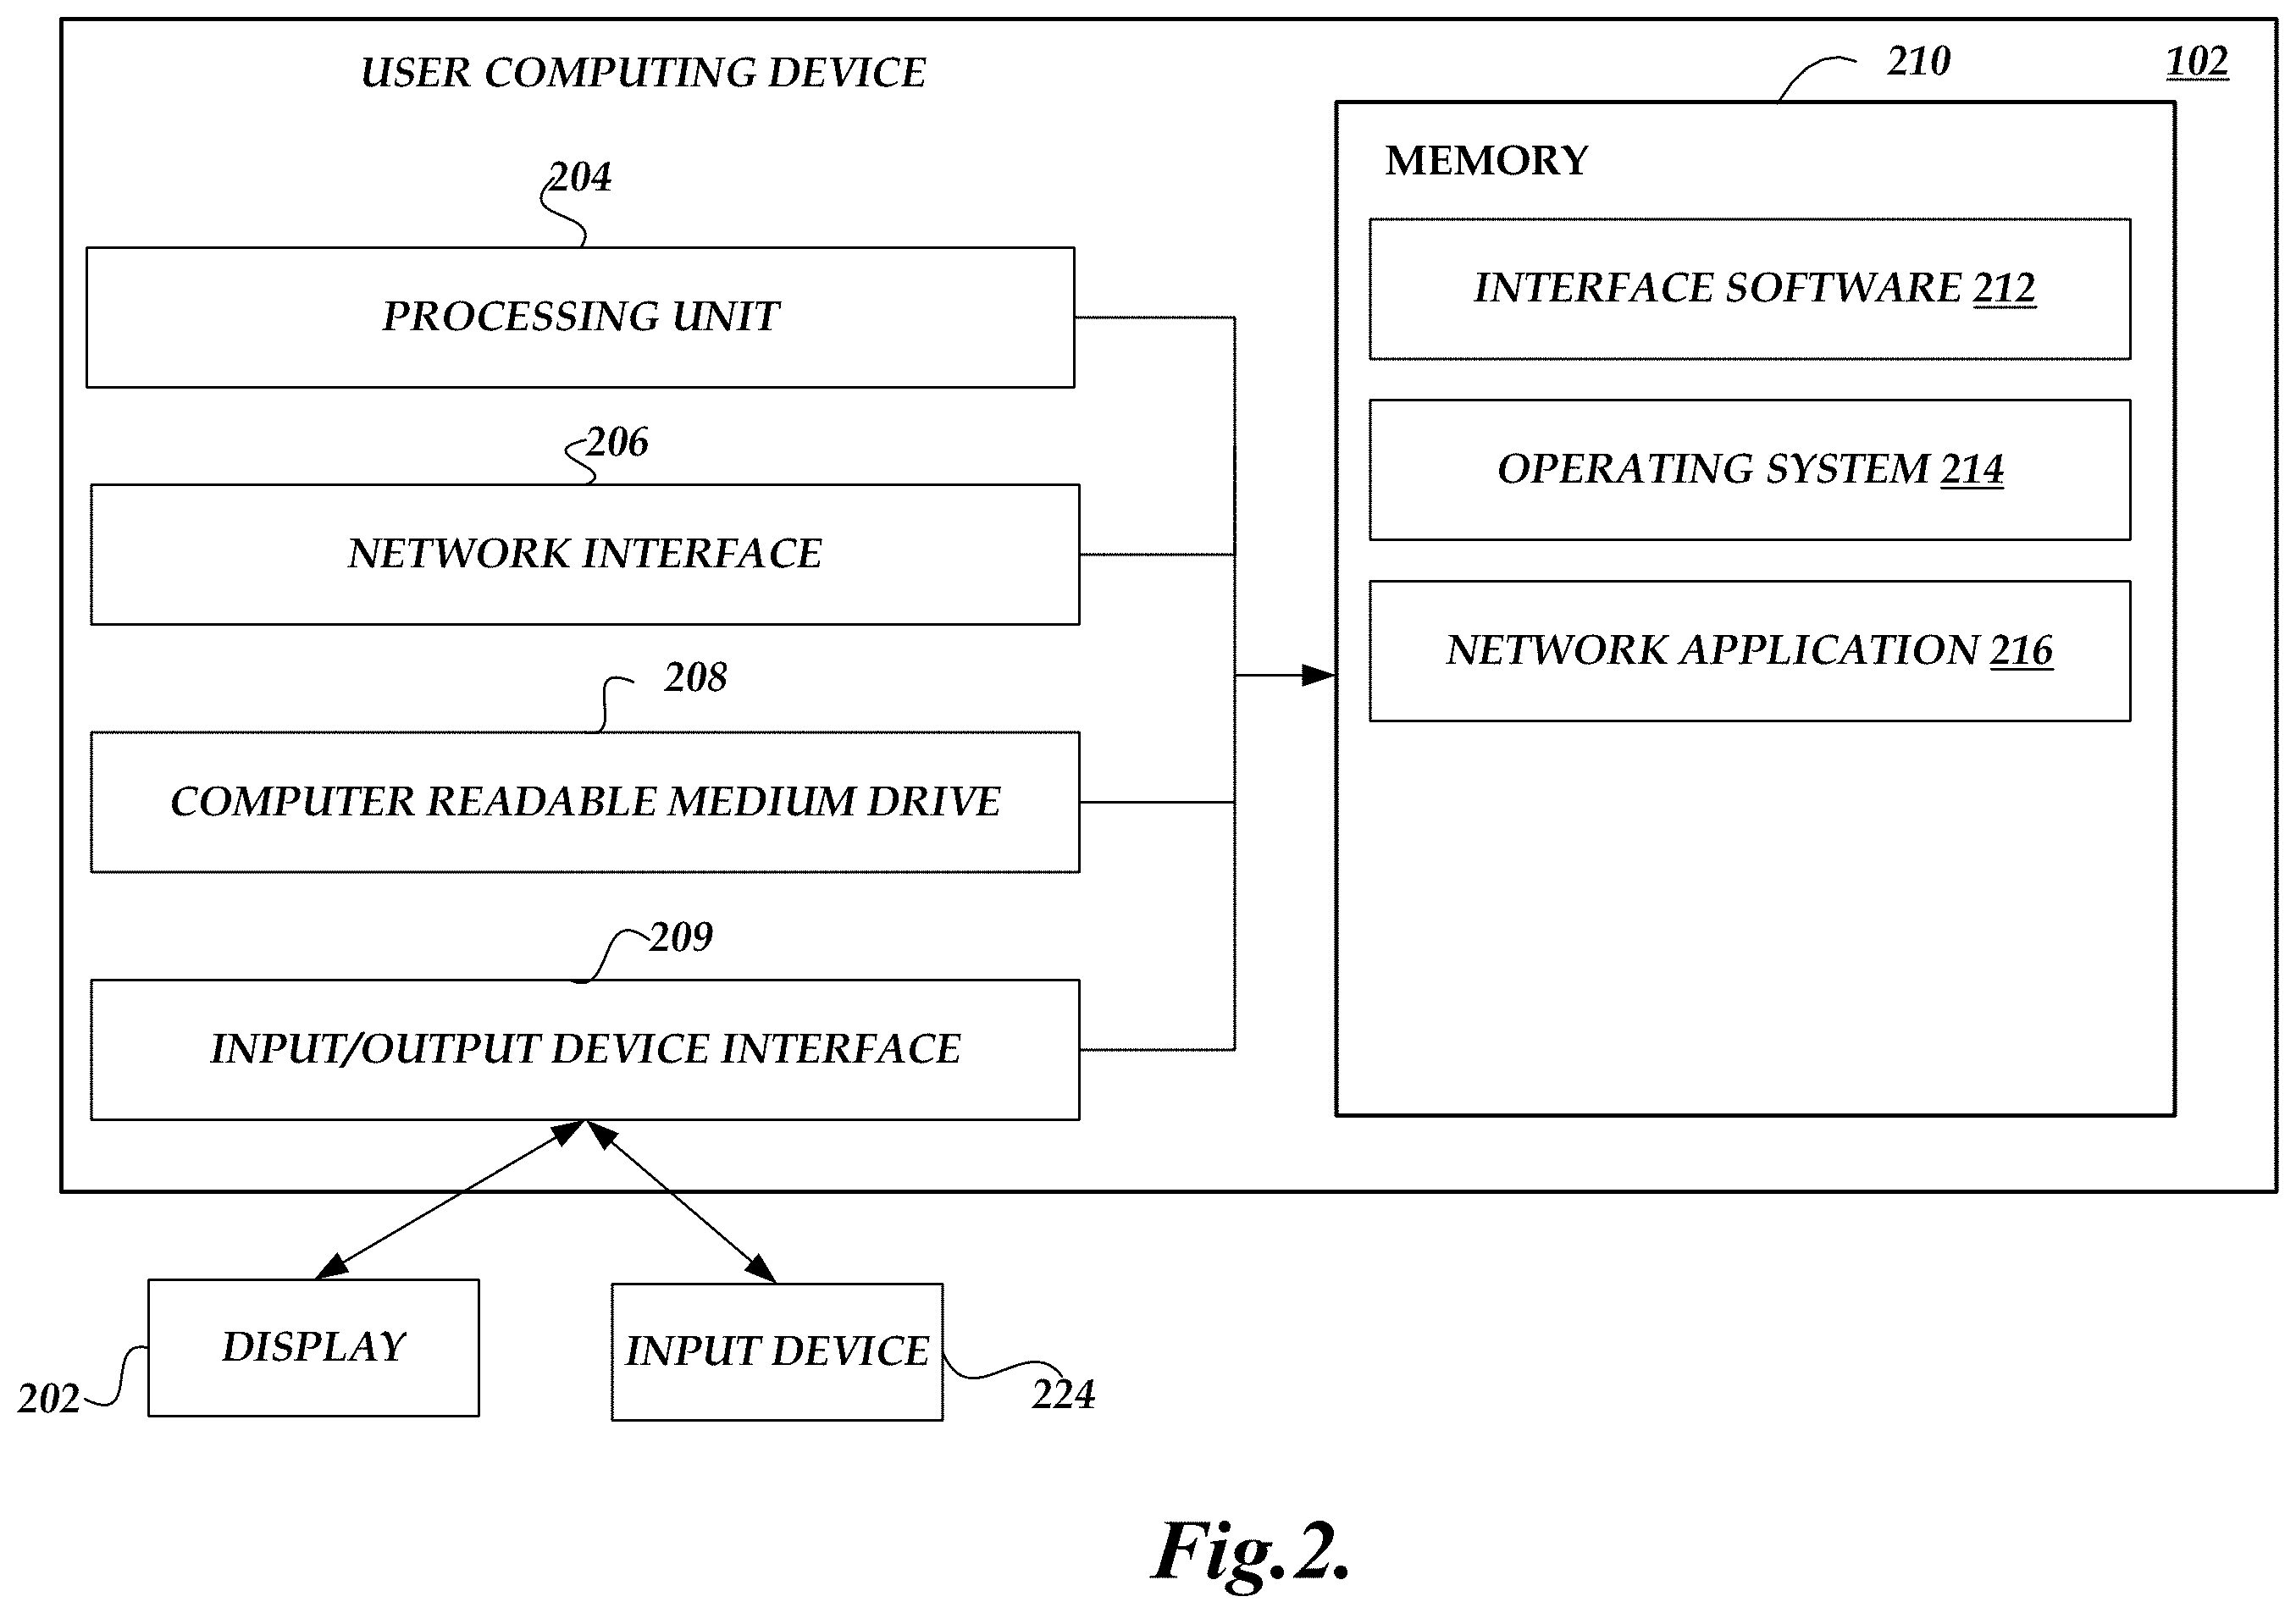 USER COMPUTING DEVICE
210
102
MEMORY
204
PROCESSING UNIT
INTERFACE SOFTWARE 212
206
NETWORK INTERFACE
OPERATING SYSTEM 214
208
COMPUTER READABLE MEDIUM DRIVE
NETWORK APPLICATION 216
209
INPUT/OUTPUT DEVICE INTERFACE
DISPLAY
202
INPUT DEVICE
224
Fig.2.